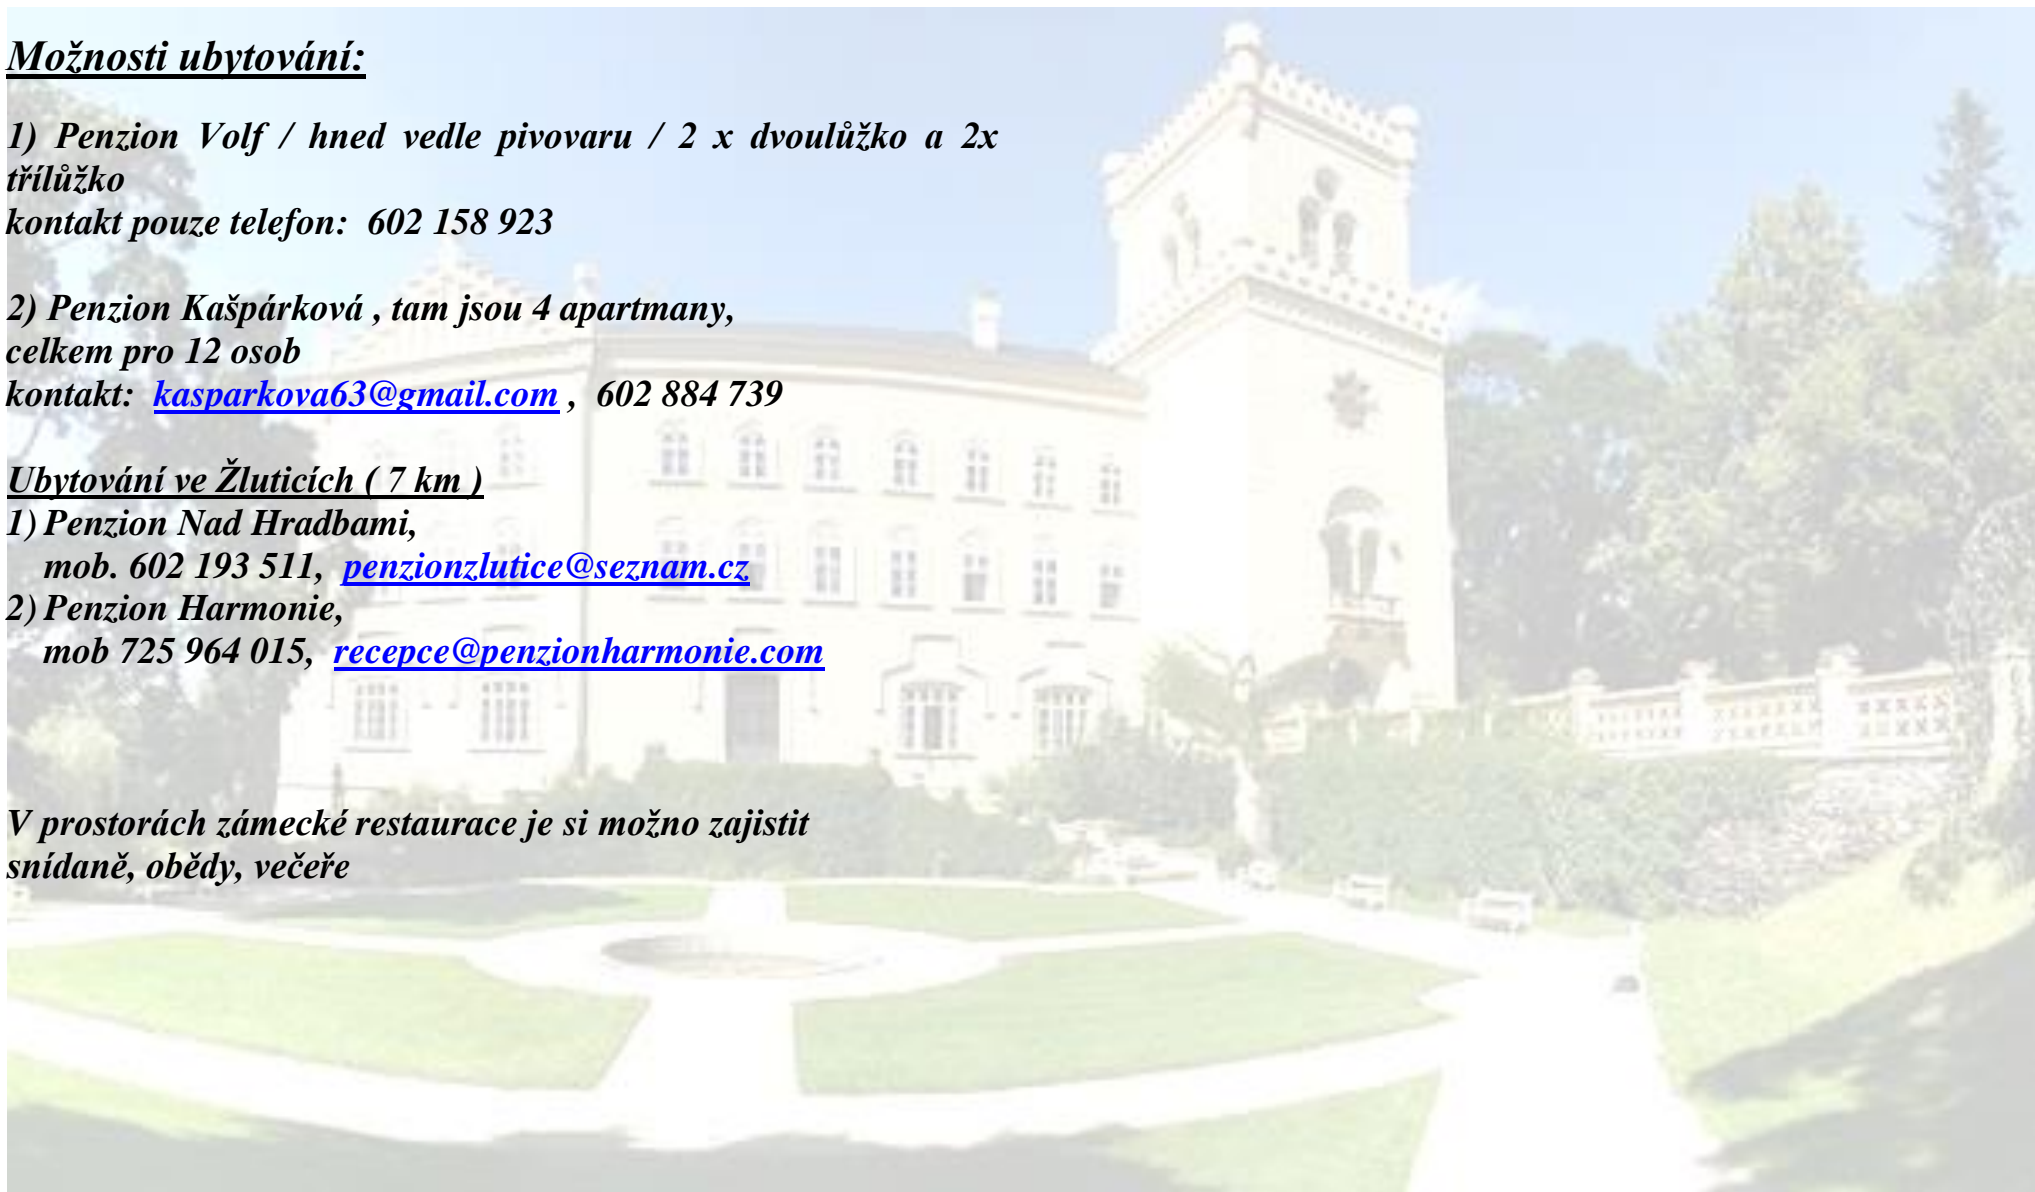 Možnosti ubytování:
1) Penzion Volf / hned vedle pivovaru / 2 x dvoulůžko a 2x
třílůžko
kontakt pouze telefon: 602 158 923
2) Penzion Kašpárková , tam jsou 4 apartmany,
celkem pro 12 osob
kontakt: kasparkova63@gmail.com , 602 884 739
Ubytování ve Žluticích ( 7 km )
1) Penzion Nad Hradbami,
mob. 602 193 511, penzionzlutice@seznam.cz
2) Penzion Harmonie,
mob 725 964 015, recepce@penzionharmonie.com
V prostorách zámecké restaurace je si možno zajistit
snídaně, obědy, večeře